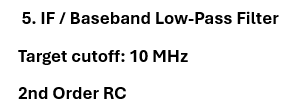 5. IF / Baseband Low-Pass Filter
Target cutoff: 10 MHz
2nd Order RC